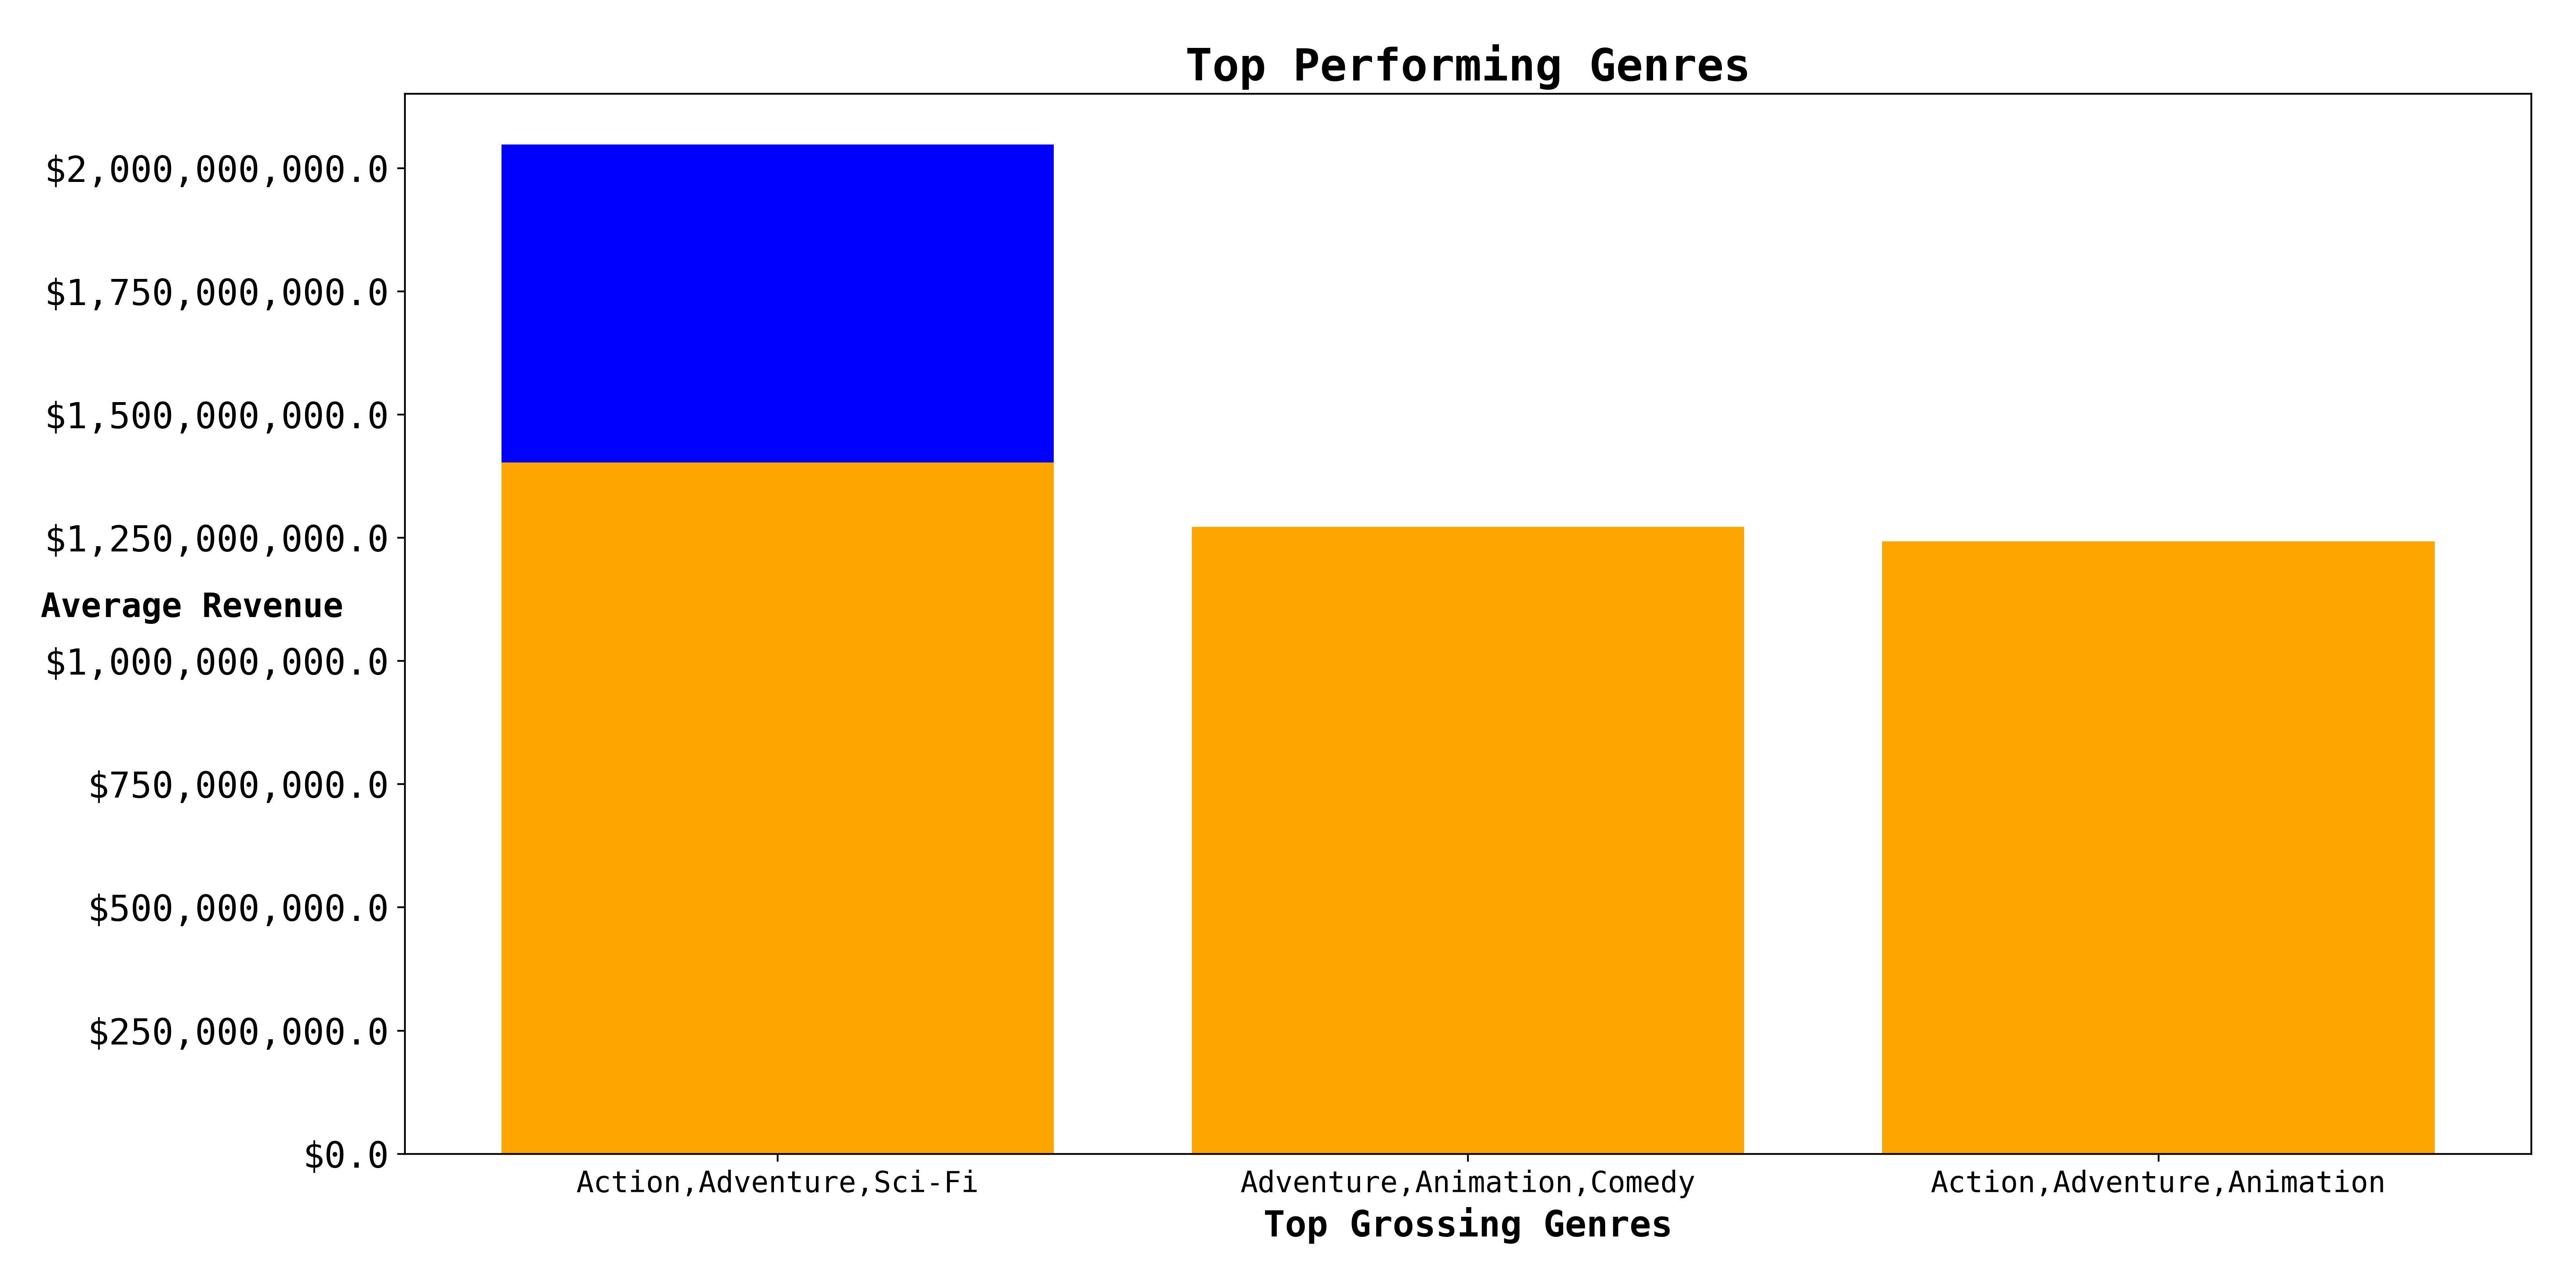 Top Performing Genres
$2,000,000,000.0
$1,750,000,000.0
$1,500,000,000.0
$1,250,000,000.0
Average Revenue
$1,000,000,000.0
$750,000,000.0
$500,000,000.0
$250,000,000.0
$0.0
Action,Adventure,Sci-Fi
Adventure,Animation,Comedy
Action,Adventure,Animation
Top Grossing Genres